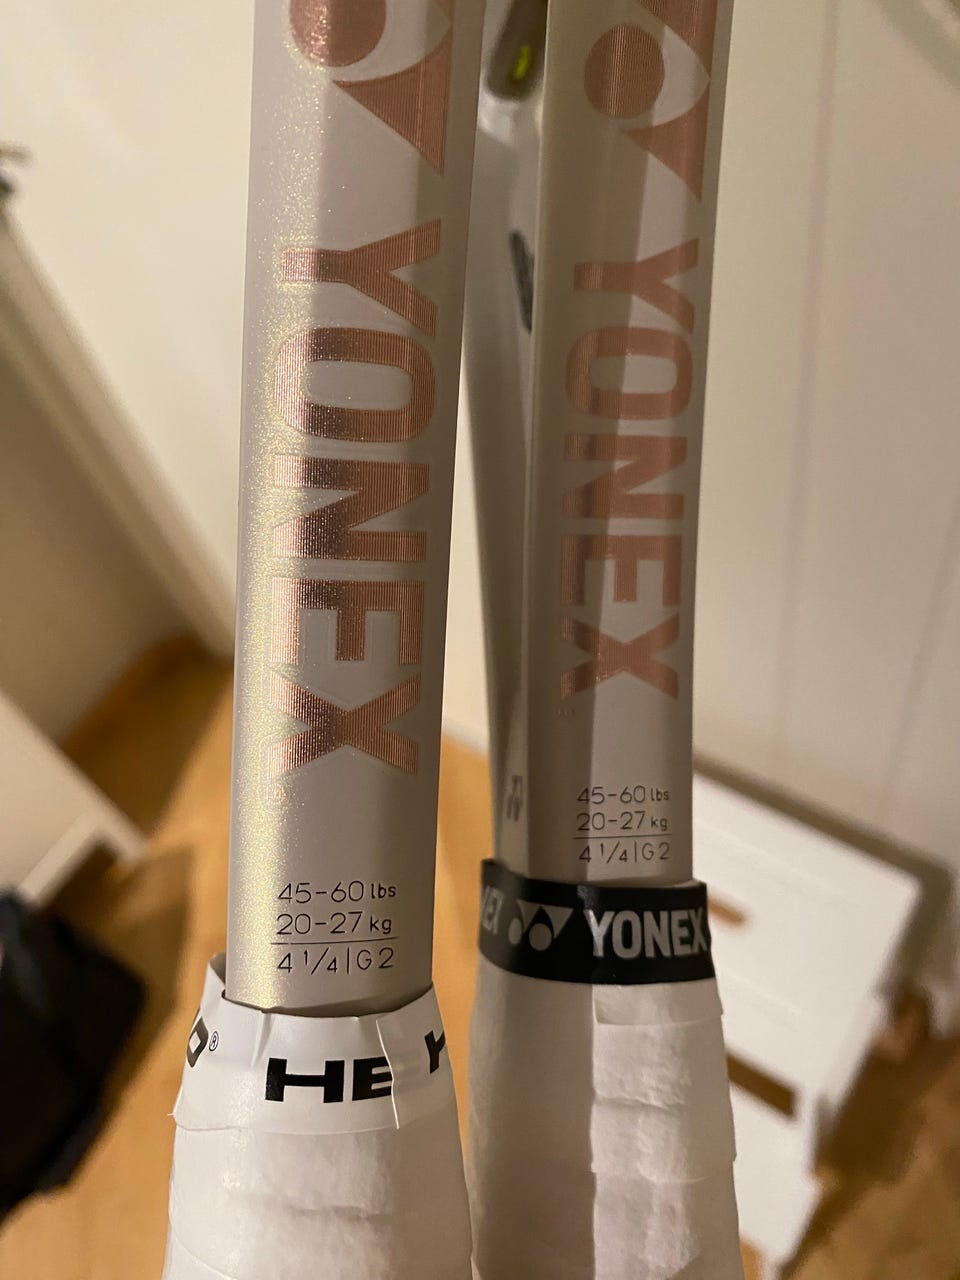 YONEX
45-60 lbs
20-27 kg
4 1/4 | G2
HE
YONEX
45-60 lbs
20-27 kg
4 1/4 | G2
YONEX